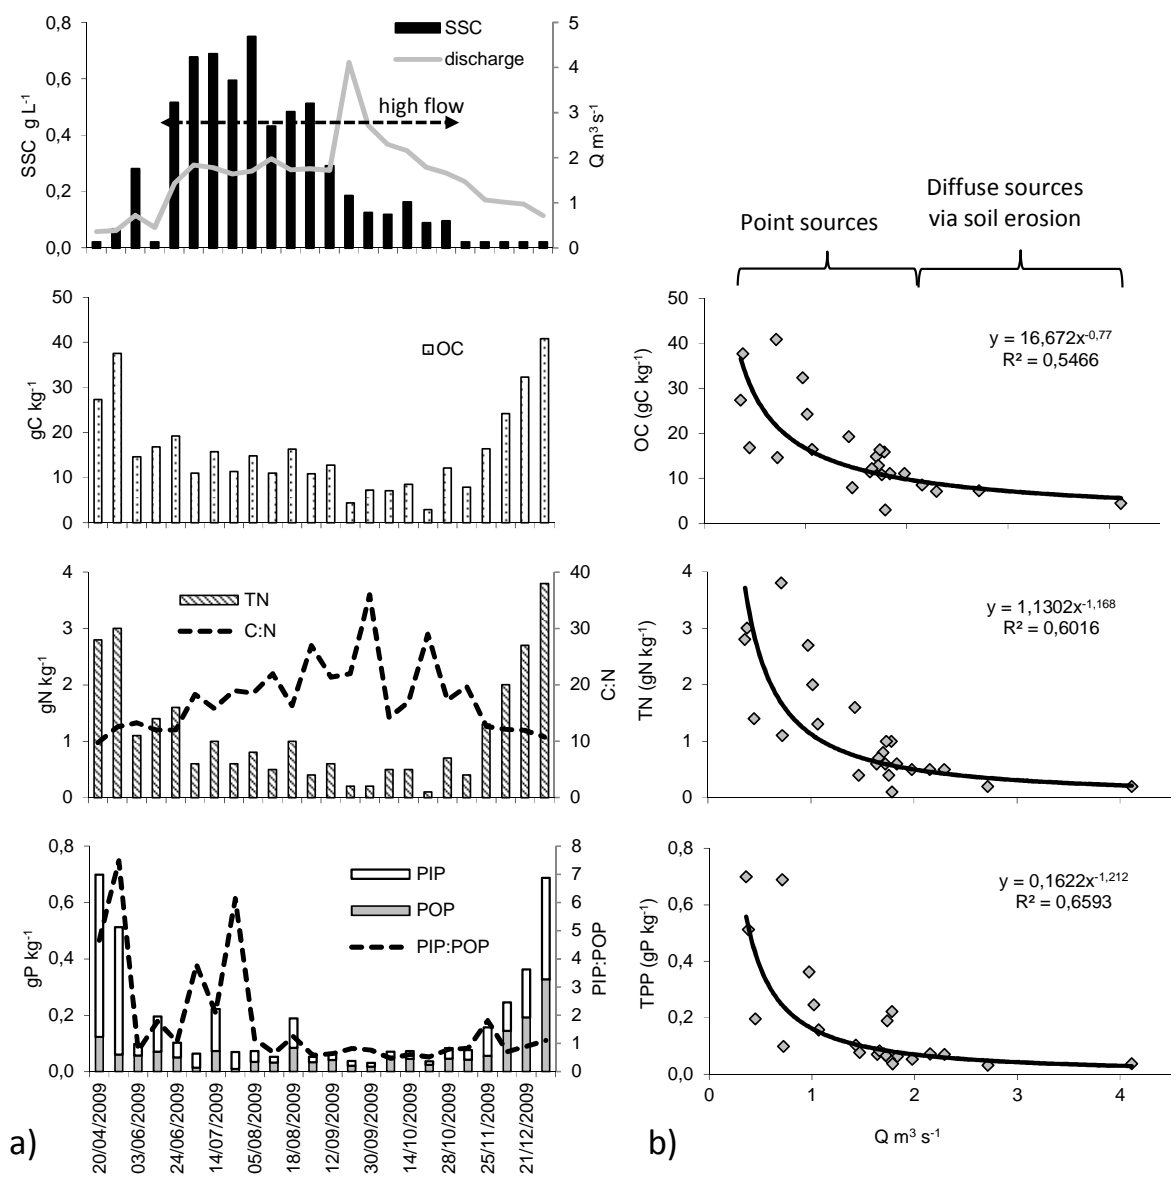 0,8
0,6
0,4
0,2
0,0
SSC g L-1
SSC
discharge
high flow
5
4
3
2
1
0
Q m3 s-1
50
40
30
20
10
0
gC kg-1
OC
4
3
2
1
0
gN kg-1
TN
C:N
40
30
20
10
0
C:N
0,8
0,6
0,4
0,2
0,0
gP kg-1
PIP
POP
PIP:POP
8
7
6
5
4
3
2
1
0
PIP:POP
20/04/2009
03/06/2009
24/06/2009
14/07/2009
05/08/2009
18/08/2009
12/09/2009
30/09/2009
14/10/2009
28/10/2009
25/11/2009
21/12/2009
a)
Point sources
Diffuse sources
via soil erosion
50
40
30
20
10
0
OC (gC kg-1)
y = 16,672x-0,77
R² = 0,5466
4
3
2
1
0
TN (gN kg-1)
y = 1,1302x-1,168
R² = 0,6016
0,8
0,6
0,4
0,2
0,0
TPP (gP kg-1)
y = 0,1622x-1,212
R² = 0,6593
0
1
2
3
4
Q m3 s-1
b)